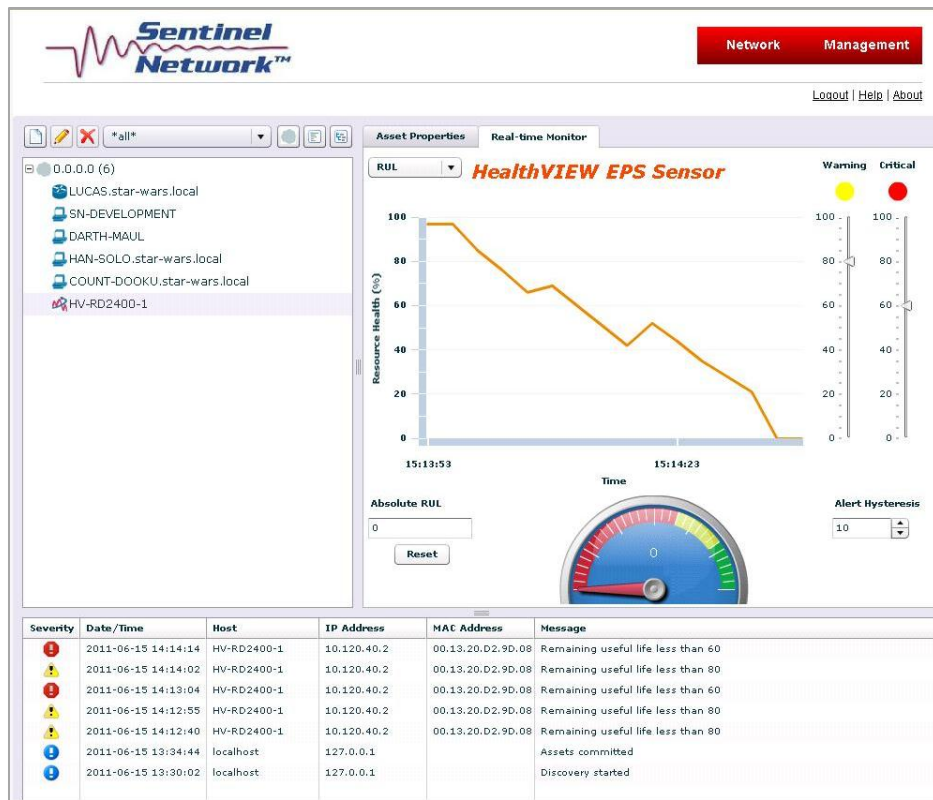 Sentinel
Network™
Network Management
Logout | Help | About
*all*
Asset Properties Real-time Monitor
0.0.0.0 (6)
LUCAS.star-wars.local
SN-DEVELOPMENT
DARTH-MAUL
HAN-SOLO.star-wars.local
COUNT-DOOKU.star-wars.local
HV-RD2400-1
RUL
HealthVIEW EPS Sensor
Warning Critical
Resource Health (%)
100
80
60
40
20
0
15:13:53 15:14:23
Time
100 100
80 80
60 60
40 40
20 20
0 0
Absolute RUL
0
Reset
0
Alert Hysteresis
10
Severity Date/Time Host IP Address MAC Address Message
2011-06-15 14:14:14 HV-RD2400-1 10.120.40.2 00.13.20.D2.9D.08 Remaining useful life less than 60
2011-06-15 14:14:02 HV-RD2400-1 10.120.40.2 00.13.20.D2.9D.08 Remaining useful life less than 80
2011-06-15 14:13:04 HV-RD2400-1 10.120.40.2 00.13.20.D2.9D.08 Remaining useful life less than 60
2011-06-15 14:12:55 HV-RD2400-1 10.120.40.2 00.13.20.D2.9D.08 Remaining useful life less than 80
2011-06-15 14:12:40 HV-RD2400-1 10.120.40.2 00.13.20.D2.9D.08 Remaining useful life less than 80
2011-06-15 13:34:44 localhost 127.0.0.1 Assets committed
2011-06-15 13:30:02 localhost 127.0.0.1 Discovery started